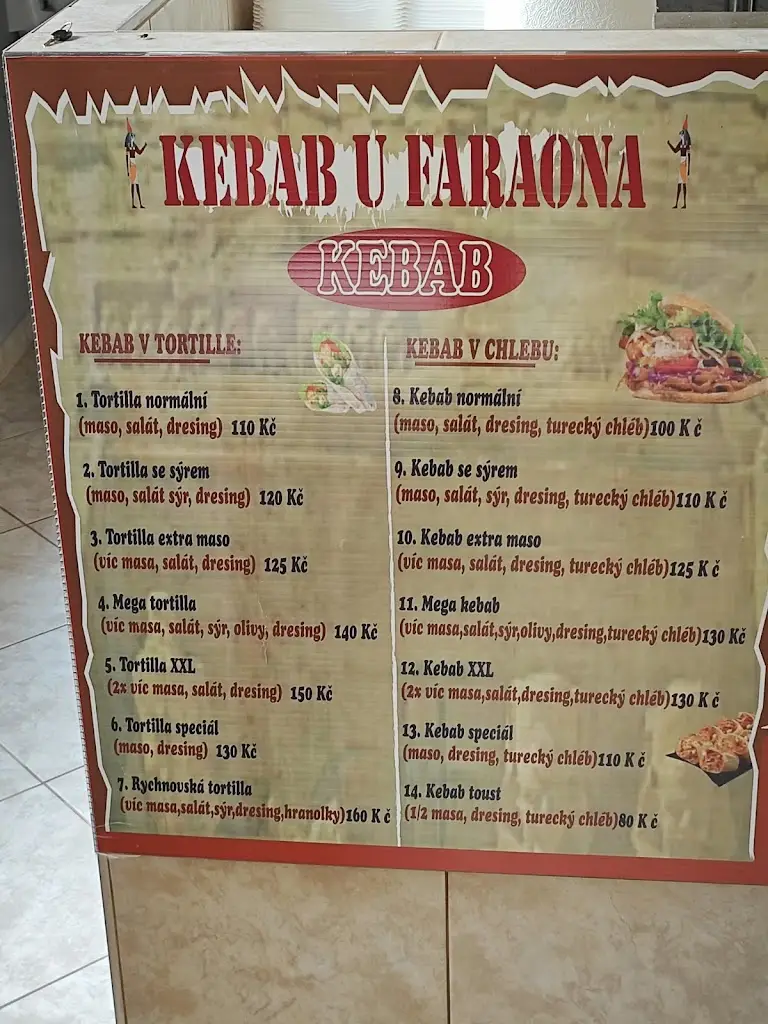 KEBAB U FARAONA
KEBAB
KEBAB V TORTILLE:
1. Tortilla normální
(maso, salát, dresing) 110 Kč
2. Tortilla se sýrem
(maso, salát sýr, dresing) 120 Kč
3. Tortilla extra maso
(víc masa, salát, dresing) 125 Kč
4. Mega tortilla
(víc masa, salát, sýr, olivy, dresing) 140 Kč
5. Tortilla XXL
(2x víc masa, salát, dresing) 150 Kč
6. Tortilla speciál
(maso, dresing) 130 Kč
7. Rychnovská tortilla
(víc masa,salát,sýr,dresing,hranolky)160 K č
KEBAB V CHLEBU:
8. Kebab normální
(maso, salát, dresing, turecký chléb)100 K č
9. Kebab se sýrem
(maso, salát, sýr, dresing, turecký chléb)110 K č
10. Kebab extra maso
(víc masa, salát, dresing, turecký chléb)125 K č
11. Mega kebab
(víc masa,salát,sýr,olivy,dresing,turecký chléb)130 Kč
12. Kebab XXL
(2x víc masa,salát,dresing,turecký chléb)130 K č
13. Kebab speciál
(maso, dresing, turecký chléb)110 K č
14. Kebab toust
(1/2 masa, dresing, turecký chléb)80 K č